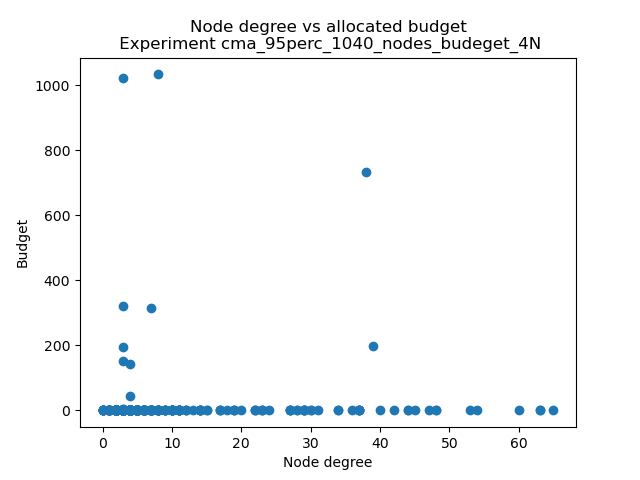 Node degree vs allocated budget
Experiment cma_95perc_1040_nodes_budeget_4N
1000
800
600
400
200
0
Budget
0 10 20 30 40 50 60
Node degree